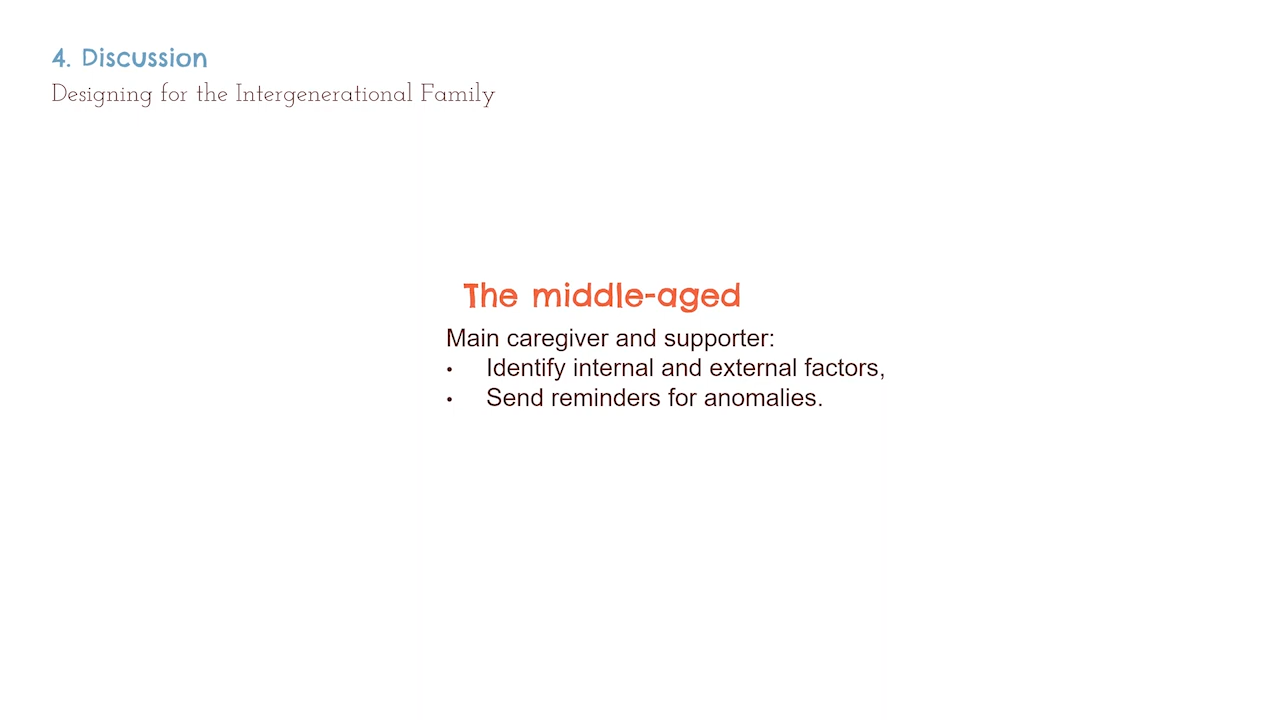 4. Discussion
Designing for the Intergenerational Family
The middle-aged
Main caregiver and supporter:
• Identify internal and external factors,
• Send reminders for anomalies.